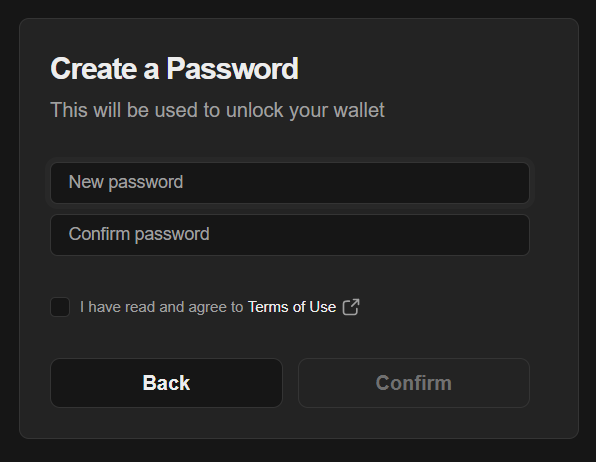 Create a Password
This will be used to unlock your wallet
New password
Confirm password
I have read and agree to Terms of Use
Back Confirm